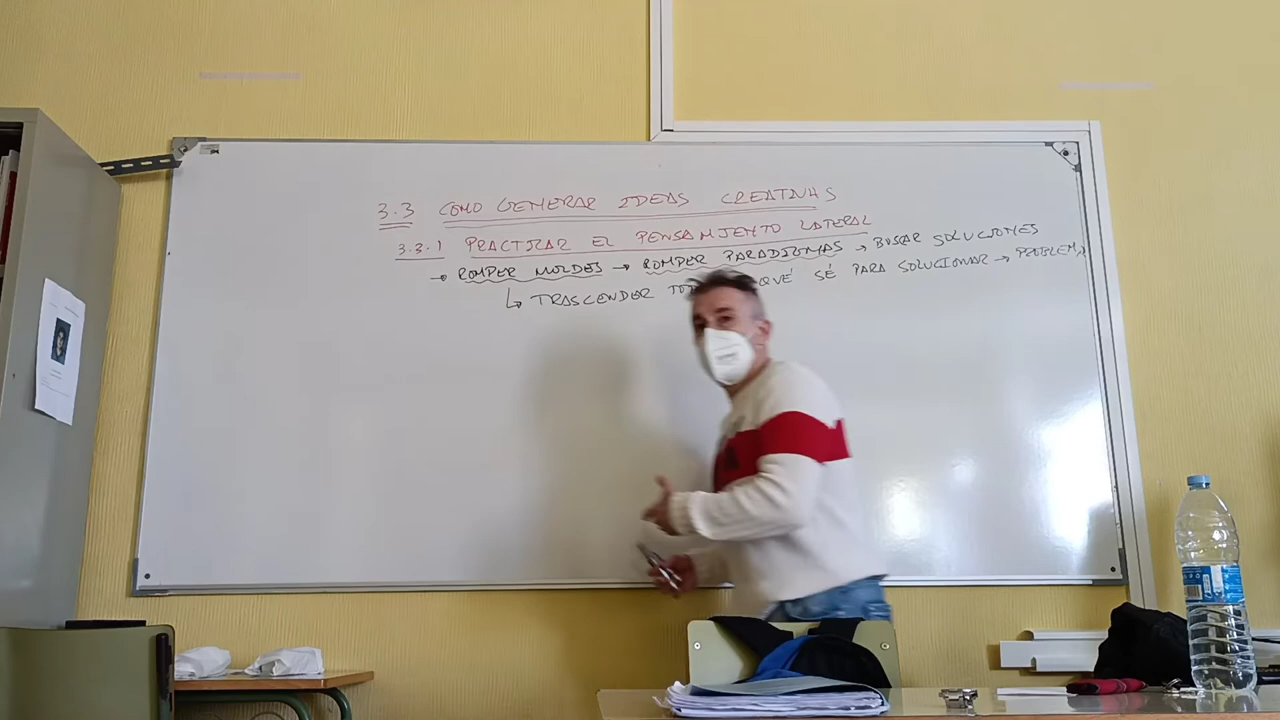 3.3 COMO GENERAR IDEAS CREATIVAS
3.3.1 PRACTICAR EL PENSAMIENTO LATERAL
→ ROMPER MOLDES → ROMPER PARADIGMAS → BUSCAR SOLUCIONES
↳ TRASCENDER QUÉ SÉ PARA SOLUCIONAR → PROBLEMA